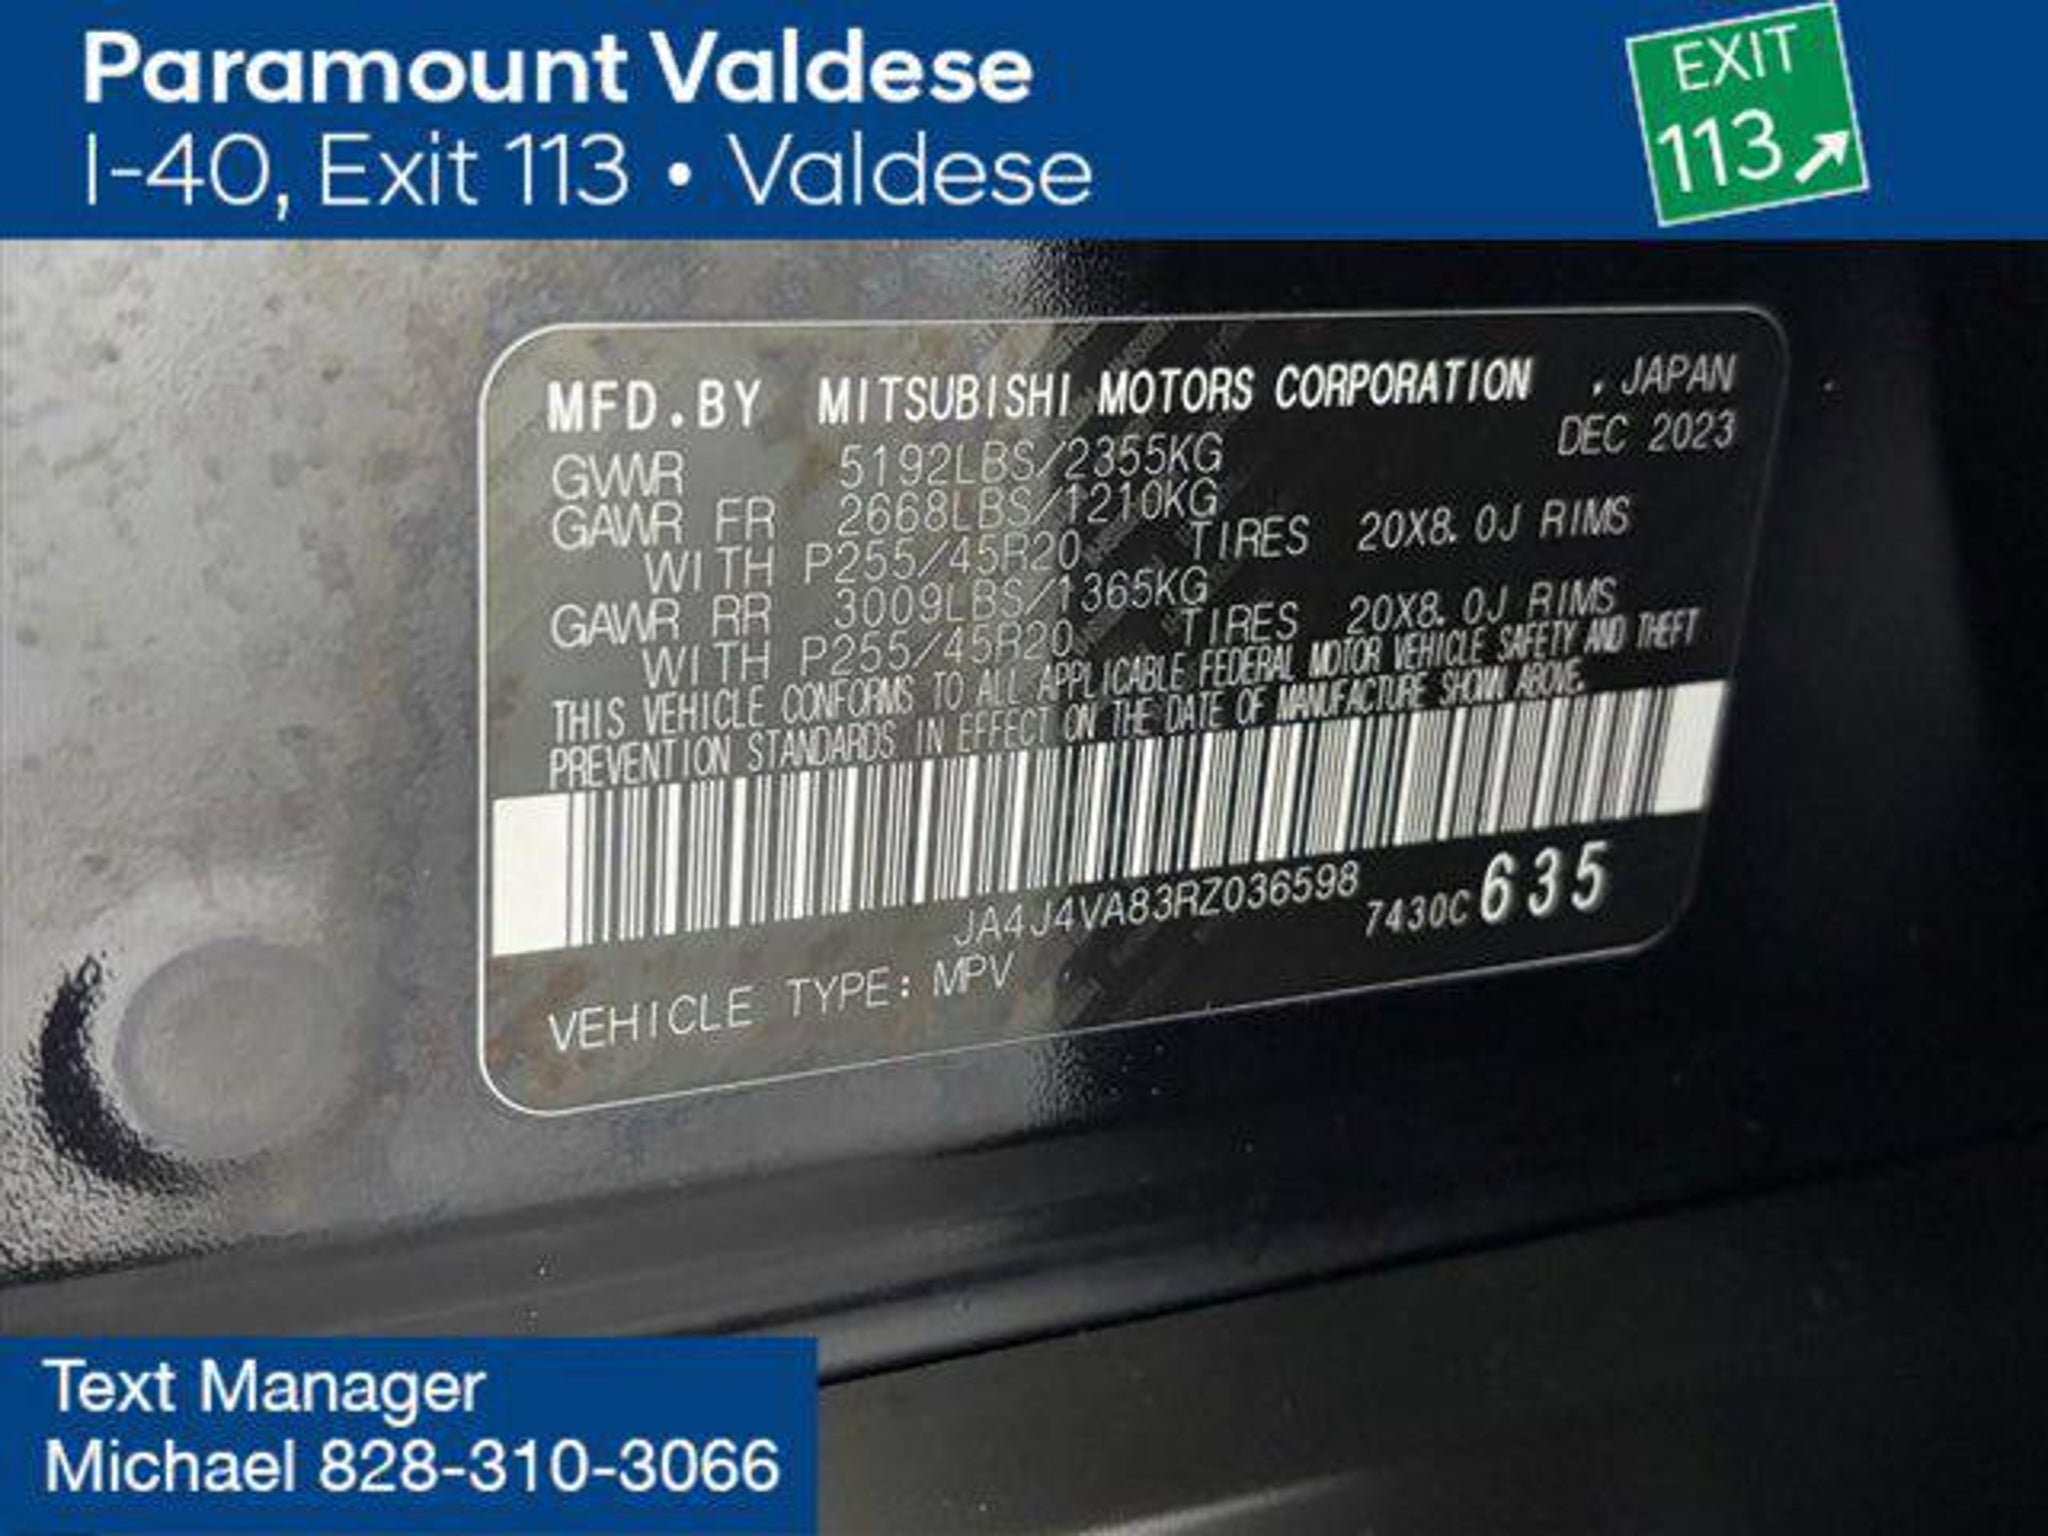 Paramount Valdese
I-40, Exit 113 • Valdese
EXIT
113
MFD.BY MITSUBISHI MOTORS CORPORATION , JAPAN
DEC 2023
GVWR 5192LBS/2355KG
GAWR FR 2668LBS/1210KG
WITH P255/45R20 TIRES 20X8.0J RIMS
GAWR RR 3009LBS/1365KG
WITH P255/45R20 TIRES 20X8.0J RIMS
THIS VEHICLE CONFORMS TO ALL APPLICABLE FEDERAL MOTOR VEHICLE SAFETY AND THEFT
PREVENTION STANDARDS IN EFFECT ON THE DATE OF MANUFACTURE SHOWN ABOVE.
JA4J4VA83RZ036598
7430C 635
VEHICLE TYPE: MPV
Text Manager
Michael 828-310-3066